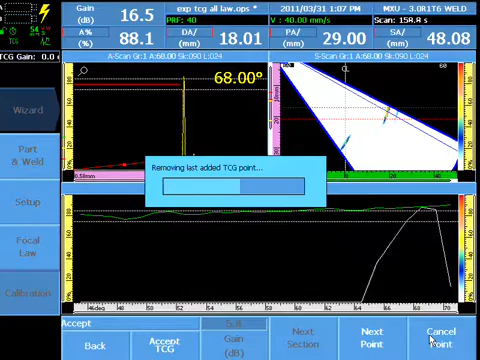 Gain (dB) 16.5 exp tcg all law.ops * 2011/03/31 1:07 PM MXU - 3.0R1T6 WELD
PRF: 40 V: 40.00 mm/s Scan: 158.8 s
A% 88.1 DA/ (mm) 18.01 PA/ (mm) 29.00 SA/ (mm) 48.08
TCG
TCG Gain: 0.0
A-Scan Gr:1 A:68.00 Sk:090 L:024
S-Scan Gr:1 A:68.00 Sk:090 L:024
68.00º
Wizard
Part & Weld
Setup
Focal Law
Calibration
Removing last added TCG point...
Accept
Back
Accept TCG
Gain (dB)
Next Section
Next Point
Cancel Point